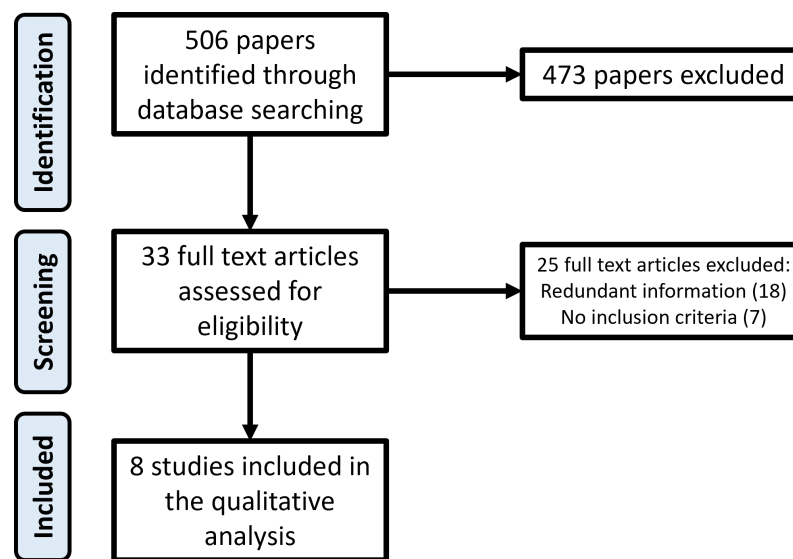 Identification
506 papers
identified through
database searching
473 papers excluded
Screening
33 full text articles
assessed for
eligibility
25 full text articles excluded:
Redundant information (18)
No inclusion criteria (7)
Included
8 studies included in
the qualitative
analysis